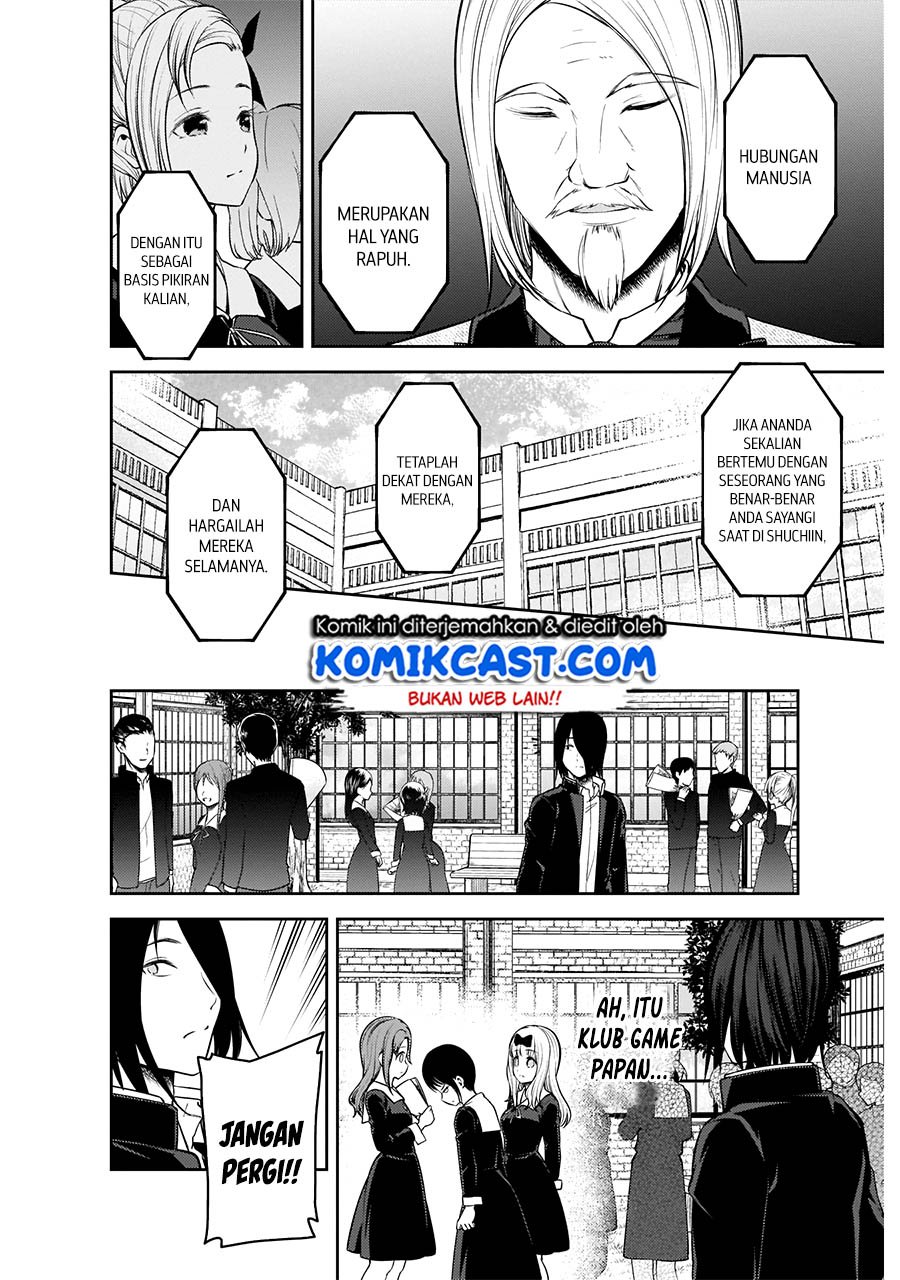 HUBUNGAN
MANUSIA
MERUPAKAN
HAL YANG
RAPUH.
DENGAN ITU
SEBAGAI
BASIS PIKIRAN
KALIAN,
JIKA ANANDA
SEKALIAN
BERTEMU DENGAN
SESEORANG YANG
BENAR-BENAR
ANDA SAYANGI
SAAT DI SHUCHIIN,
TETAPLAH
DEKAT DENGAN
MEREKA,
DAN
HARGAILAH
MEREKA
SELAMANYA.
Komik ini diterjemahkan & diedit oleh
KOMIKCAST.COM
BUKAN WEB LAIN!!
AH, ITU
KLUB GAME
PAPAN...
JANGAN
PERGI!!